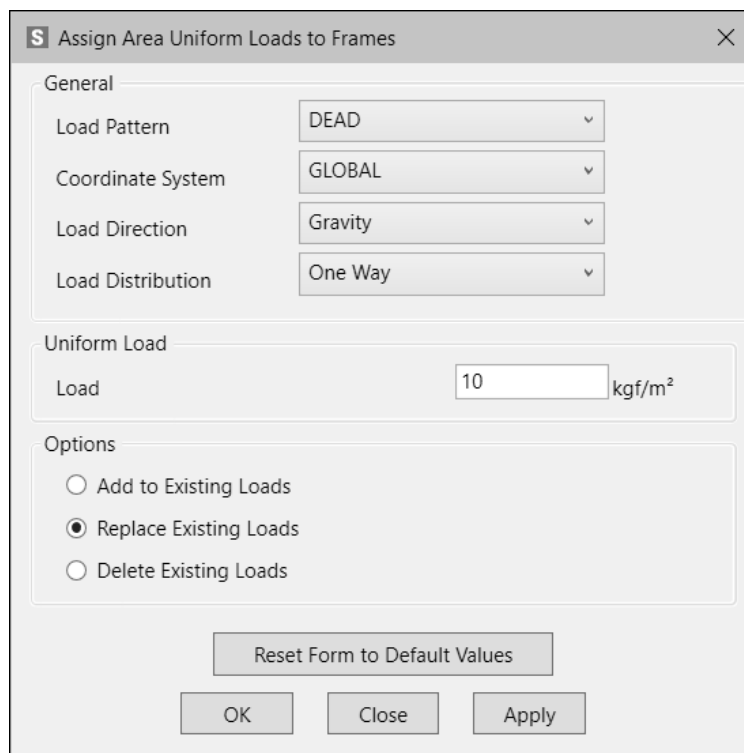 S Assign Area Uniform Loads to Frames
General
Load Pattern DEAD
Coordinate System GLOBAL
Load Direction Gravity
Load Distribution One Way
Uniform Load
Load 10 kgf/m²
Options
Add to Existing Loads
Replace Existing Loads
Delete Existing Loads
Reset Form to Default Values
OK Close Apply